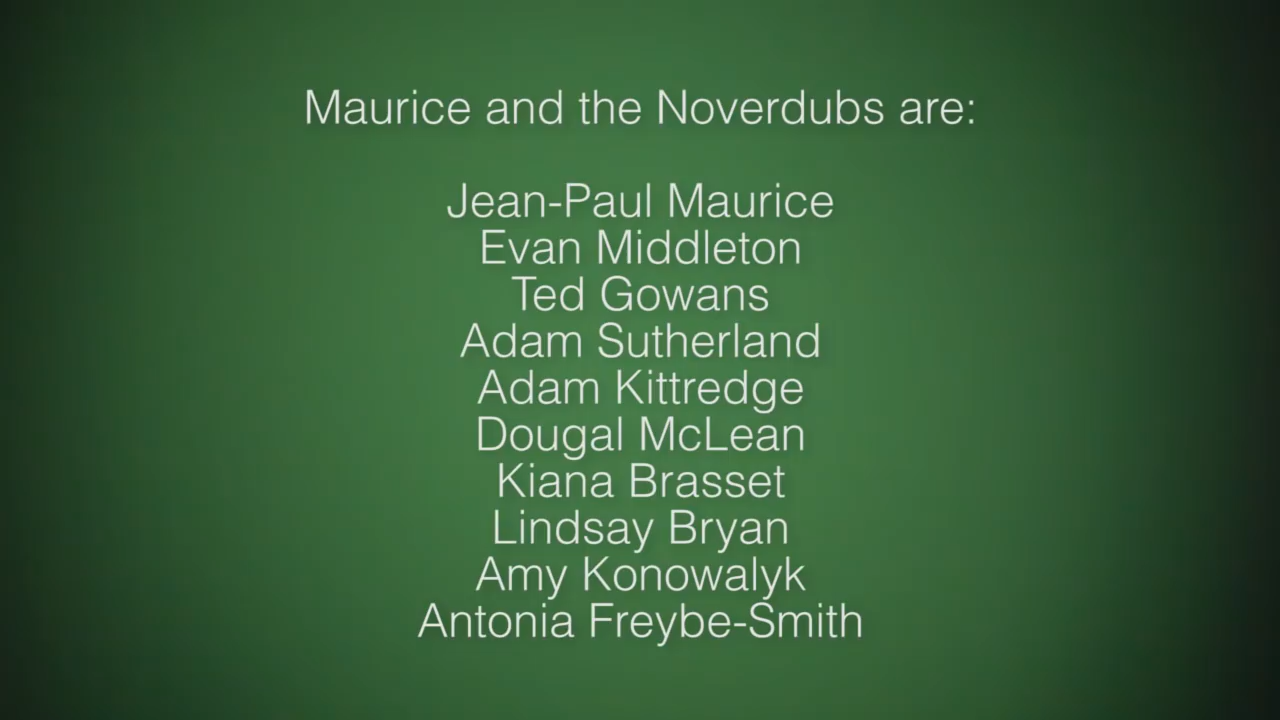 Maurice and the Noverdubs are:
Jean-Paul Maurice
Evan Middleton
Ted Gowans
Adam Sutherland
Adam Kittredge
Dougal McLean
Kiana Brasset
Lindsay Bryan
Amy Konowalyk
Antonia Freybe-Smith